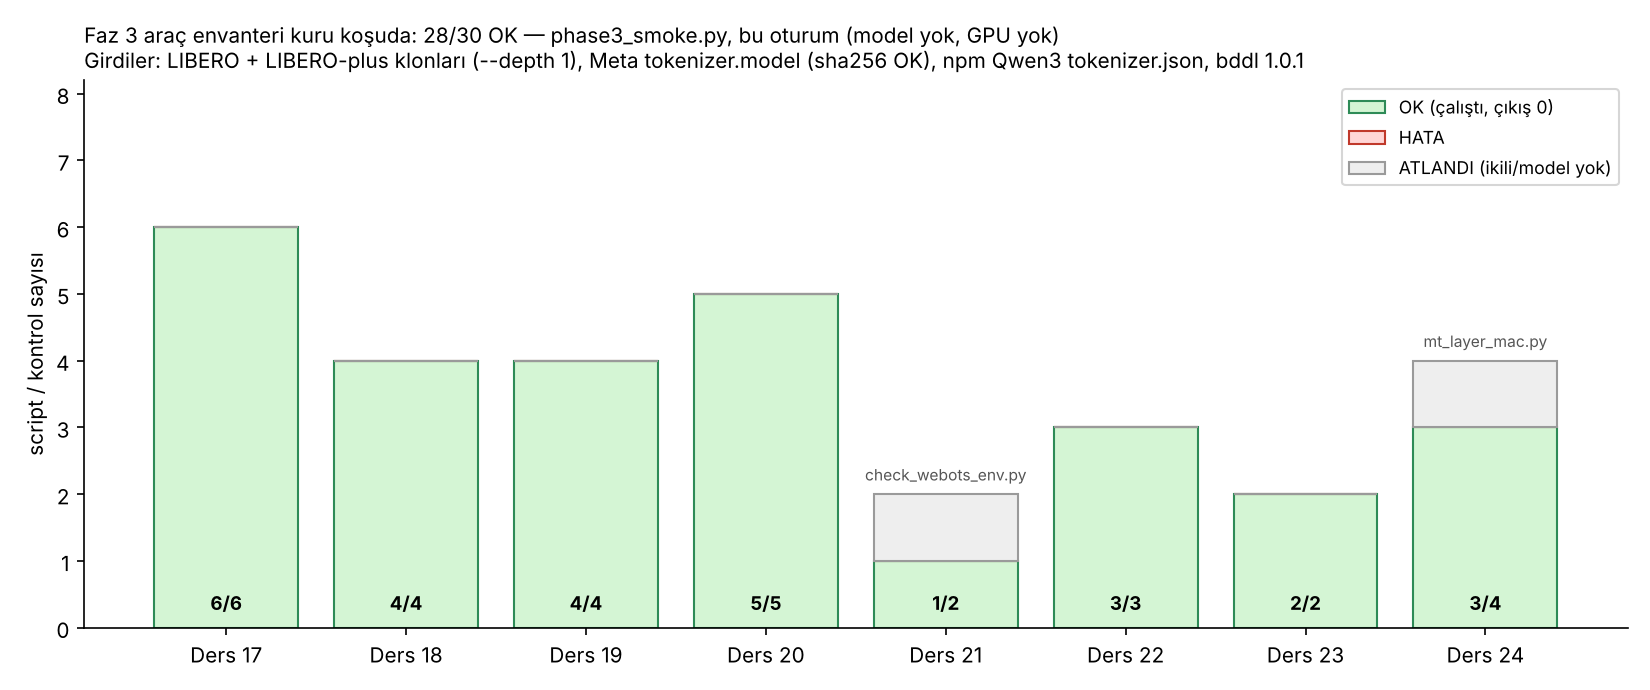 Faz 3 araç envanteri kuru koşuda: 28/30 OK — phase3_smoke.py, bu oturum (model yok, GPU yok)
Girdiler: LIBERO + LIBERO-plus klonları (--depth 1), Meta tokenizer.model (sha256 OK), npm Qwen3 tokenizer.json, bddl 1.0.1
OK (çalıştı, çıkış 0)
HATA
ATLANDI (ikili/model yok)
script / kontrol sayısı
8
7
6
5
4
3
2
1
0
check_webots_env.py
mt_layer_mac.py
6/6
4/4
4/4
5/5
1/2
3/3
2/2
3/4
Ders 17
Ders 18
Ders 19
Ders 20
Ders 21
Ders 22
Ders 23
Ders 24